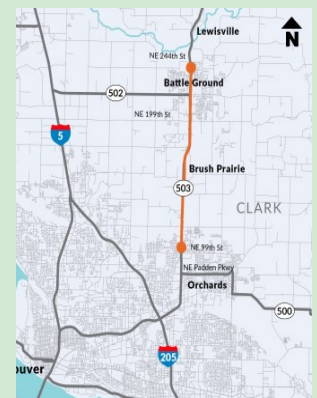 Lewisville
N
NE 244th St
Battle Ground
502
NE 199th St
5
Brush Prairie
503
CLARK
NE 99th St
NE Padden Pkwy
Orchards
500
205
ouver